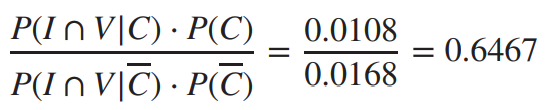 P(I ∩ V|C) · P(C) / P(I ∩ V|C̅) · P(C̅) = 0.0108 / 0.0168 = 0.6467